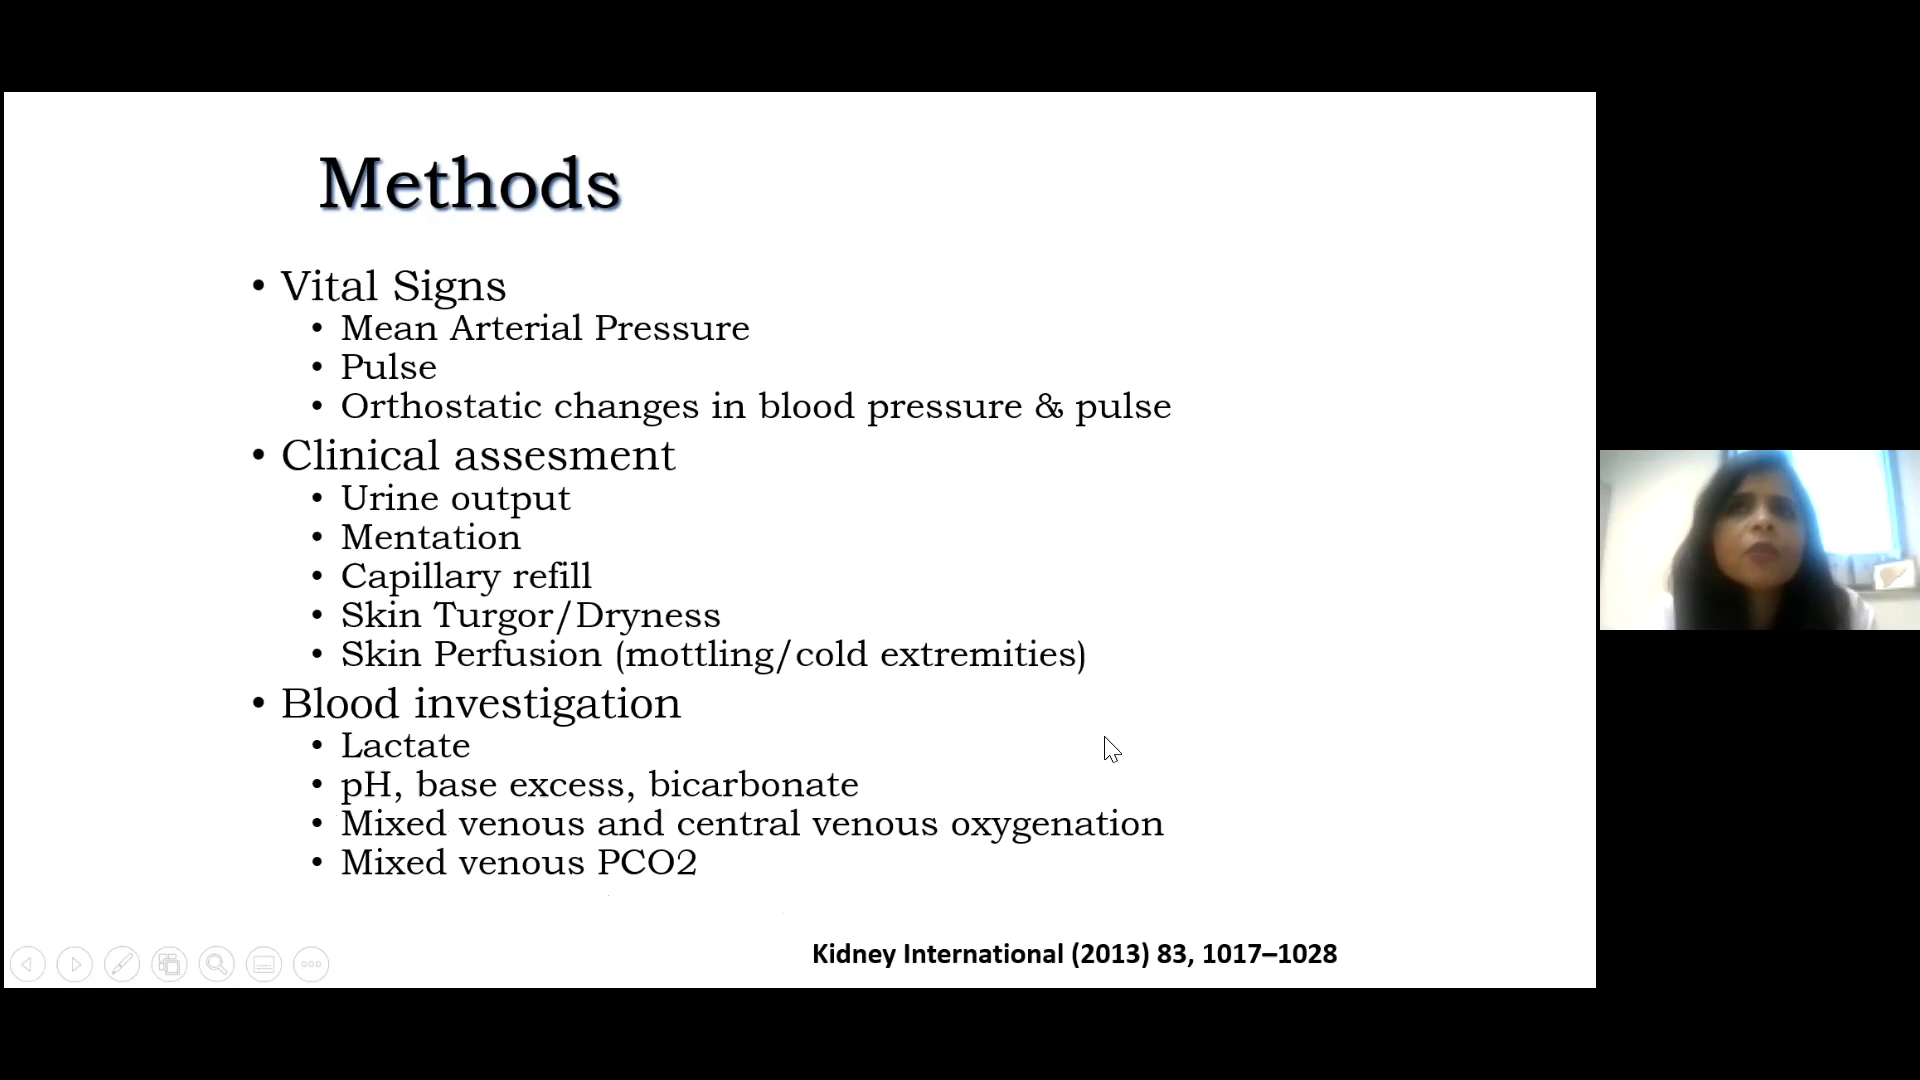 Methods
• Vital Signs
• Mean Arterial Pressure
• Pulse
• Orthostatic changes in blood pressure & pulse
• Clinical assesment
• Urine output
• Mentation
• Capillary refill
• Skin Turgor/Dryness
• Skin Perfusion (mottling/cold extremities)
• Blood investigation
• Lactate
• pH, base excess, bicarbonate
• Mixed venous and central venous oxygenation
• Mixed venous PCO2
Kidney International (2013) 83, 1017–1028